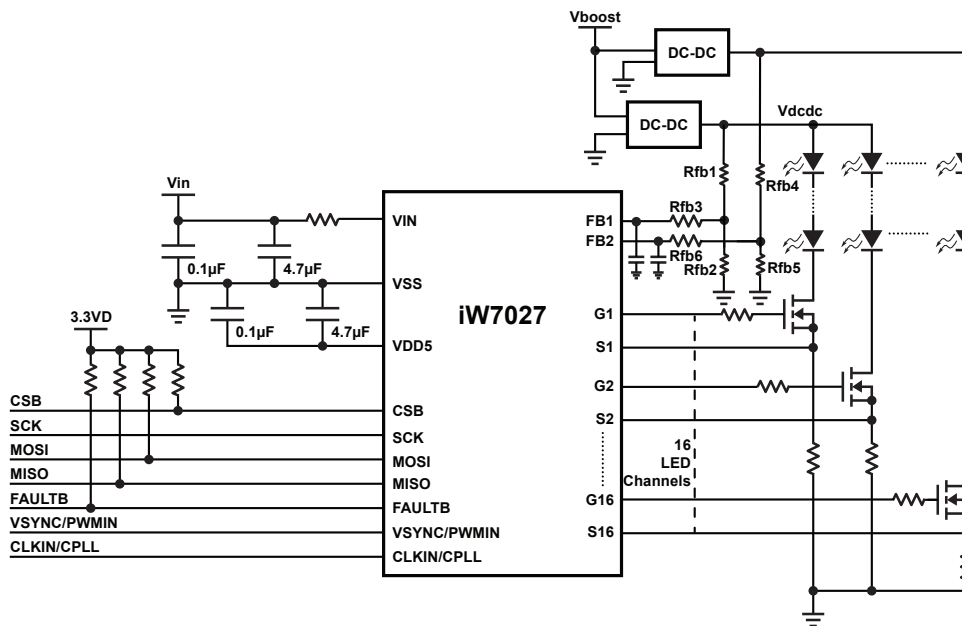 Vboost
DC-DC
DC-DC
Vdcdc
Rfb1
Rfb4
Vin
VIN
FB1
Rfb3
FB2
Rfb6
Rfb2
Rfb5
0.1µF
4.7µF
VSS
iW7027
G1
3.3VD
0.1µF
4.7µF
VDD5
S1
G2
CSB
CSB
S2
SCK
SCK
16
LED
Channels
MOSI
MOSI
MISO
MISO
FAULTB
FAULTB
G16
VSYNC/PWMIN
VSYNC/PWMIN
S16
CLKIN/CPLL
CLKIN/CPLL